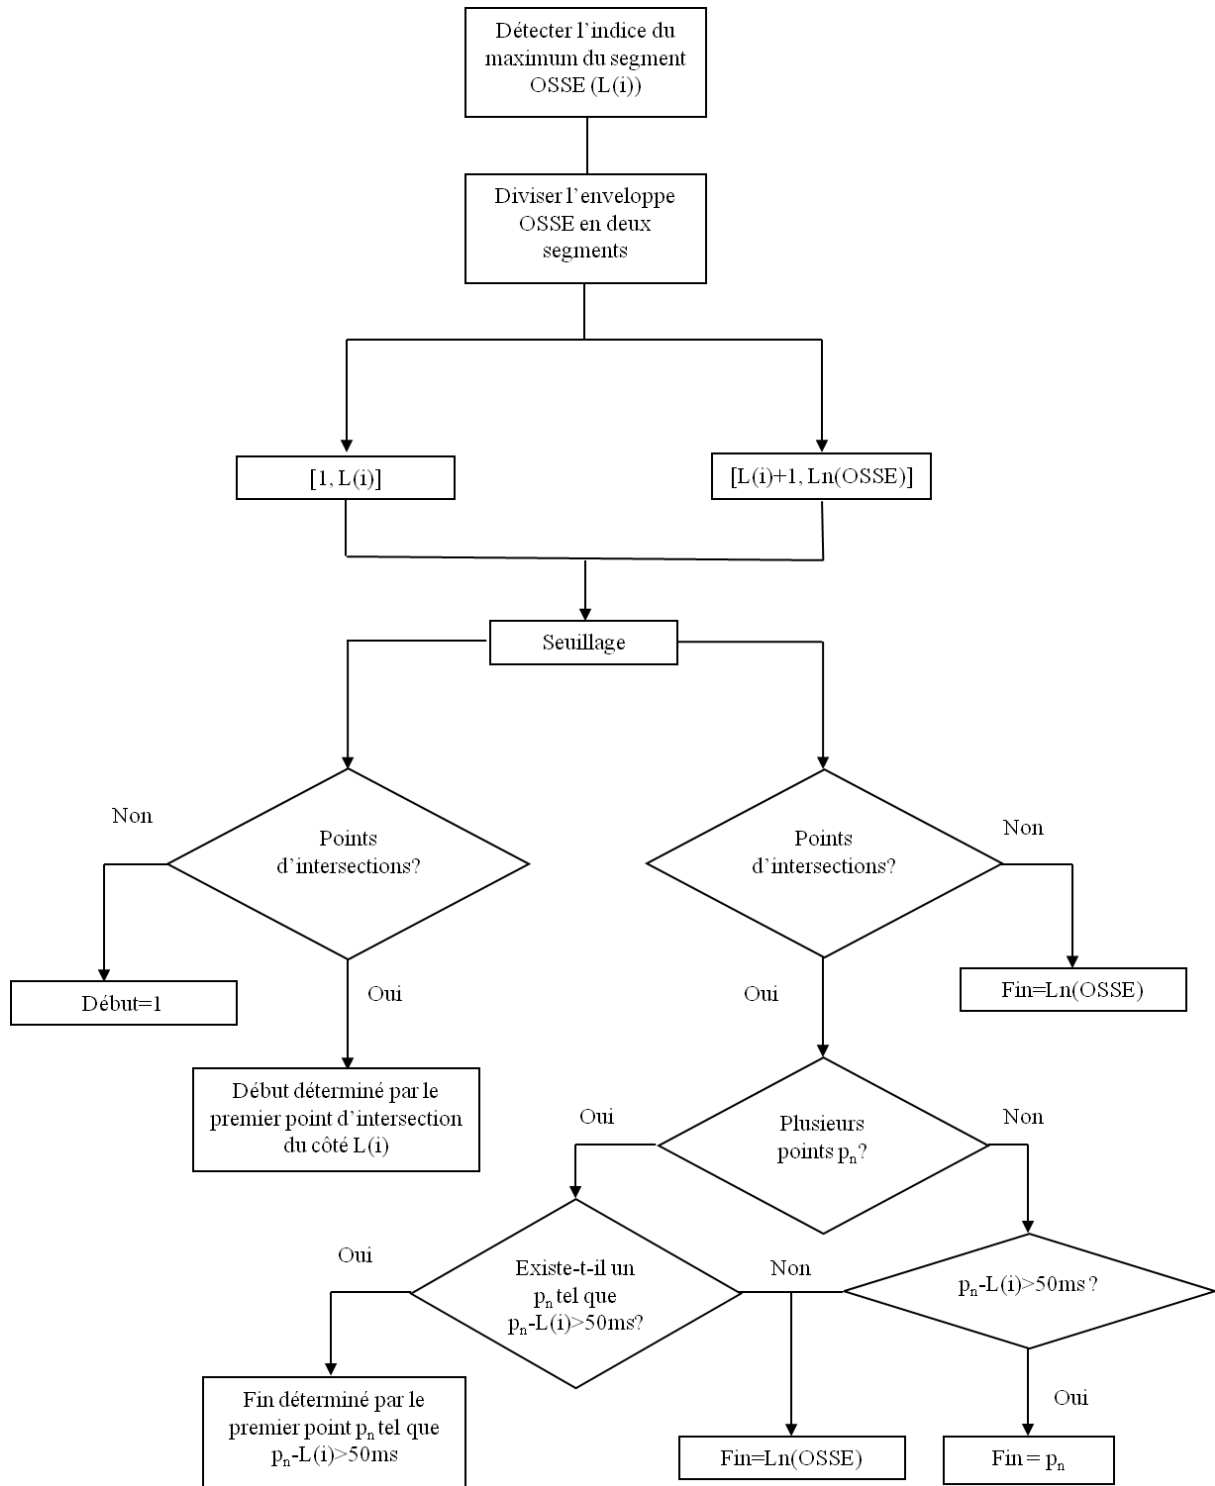 Détecter l’indice du
maximum du segment
OSSE (L(i))
Diviser l’enveloppe
OSSE en deux
segments
[1, L(i)]
[L(i)+1, Ln(OSSE)]
Seuillage
Non
Points
d’intersections?
Points
d’intersections?
Non
Début=1
Oui
Oui
Fin=Ln(OSSE)
Début déterminé par le
premier point d’intersection
du côté L(i)
Oui
Plusieurs
points pₙ?
Non
Oui
Existe-t-il un
pₙ tel que
pₙ-L(i)>50ms?
Non
pₙ-L(i)>50ms?
Fin déterminé par le
premier point pₙ tel que
pₙ-L(i)>50ms
Fin=Ln(OSSE)
Oui
Fin = pₙ